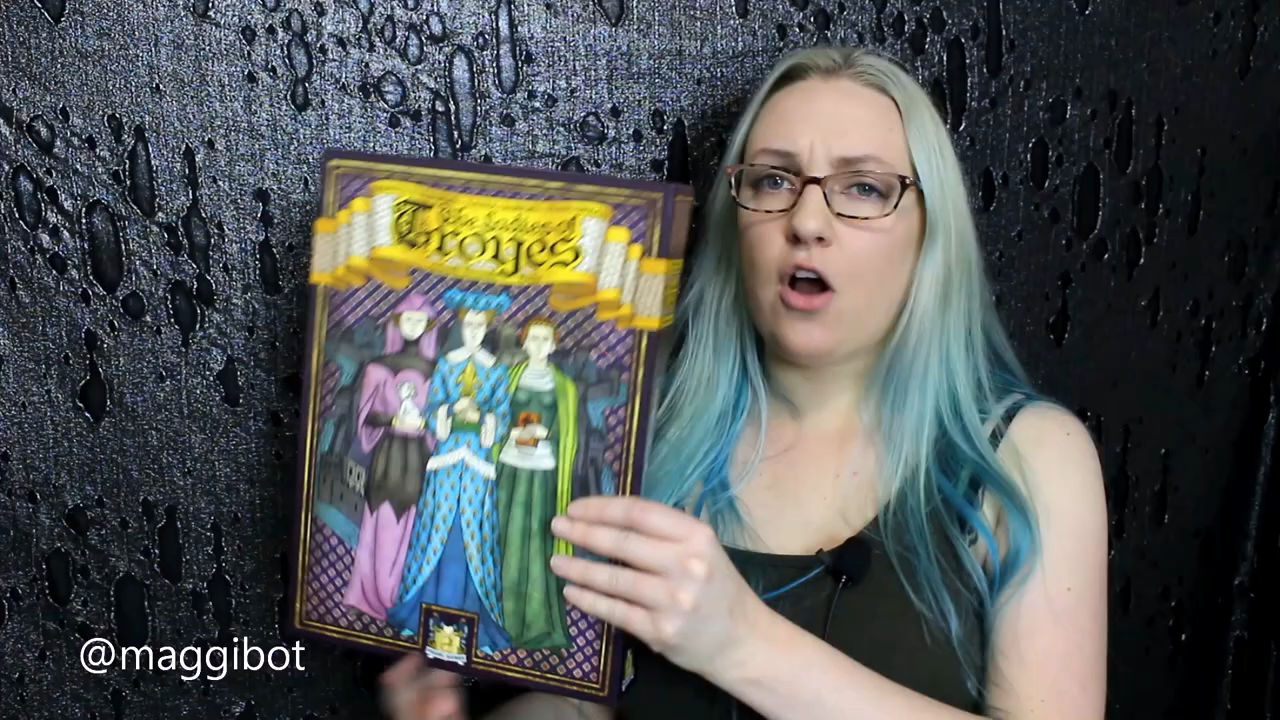 The Ladies of
Troyes
@maggibot